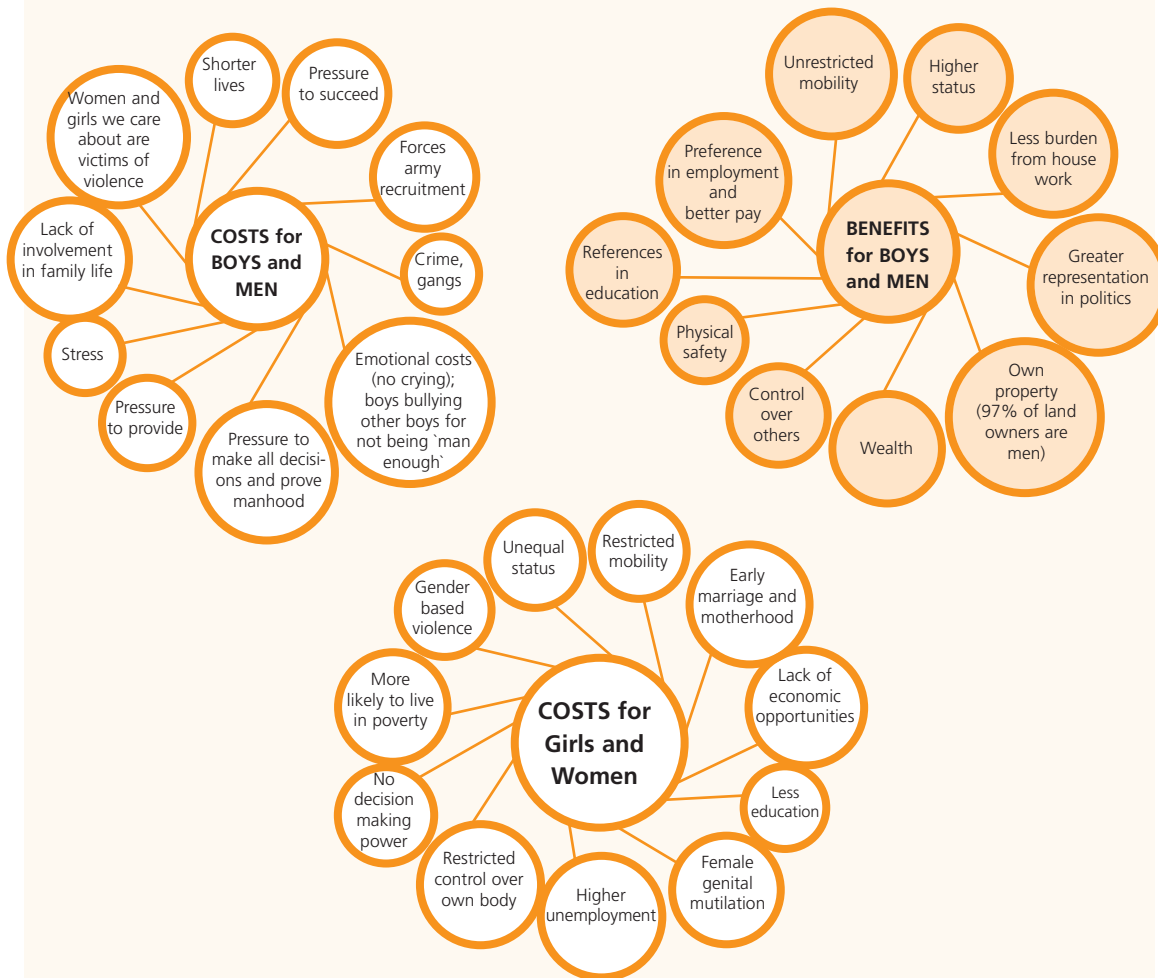 COSTS for
BOYS and
MEN
Shorter
lives
Pressure
to succeed
Forces
army
recruitment
Crime,
gangs
Emotional costs
(no crying);
boys bullying
other boys for
not being `man
enough`
Pressure to
make all decisi-
ons and prove
manhood
Pressure
to provide
Stress
Lack of
involvement
in family life
Women and
girls we care
about are
victims of
violence
BENEFITS
for BOYS
and MEN
Unrestricted
mobility
Higher
status
Less burden
from house
work
Greater
representation
in politics
Own
property
(97% of land
owners are
men)
Wealth
Control
over
others
Physical
safety
References
in
education
Preference
in employment
and
better pay
COSTS for
Girls and
Women
Unequal
status
Restricted
mobility
Early
marriage and
motherhood
Lack of
economic
opportunities
Less
education
Female
genital
mutilation
Higher
unemployment
Restricted
control over
own body
No
decision
making
power
More
likely to live
in poverty
Gender
based
violence